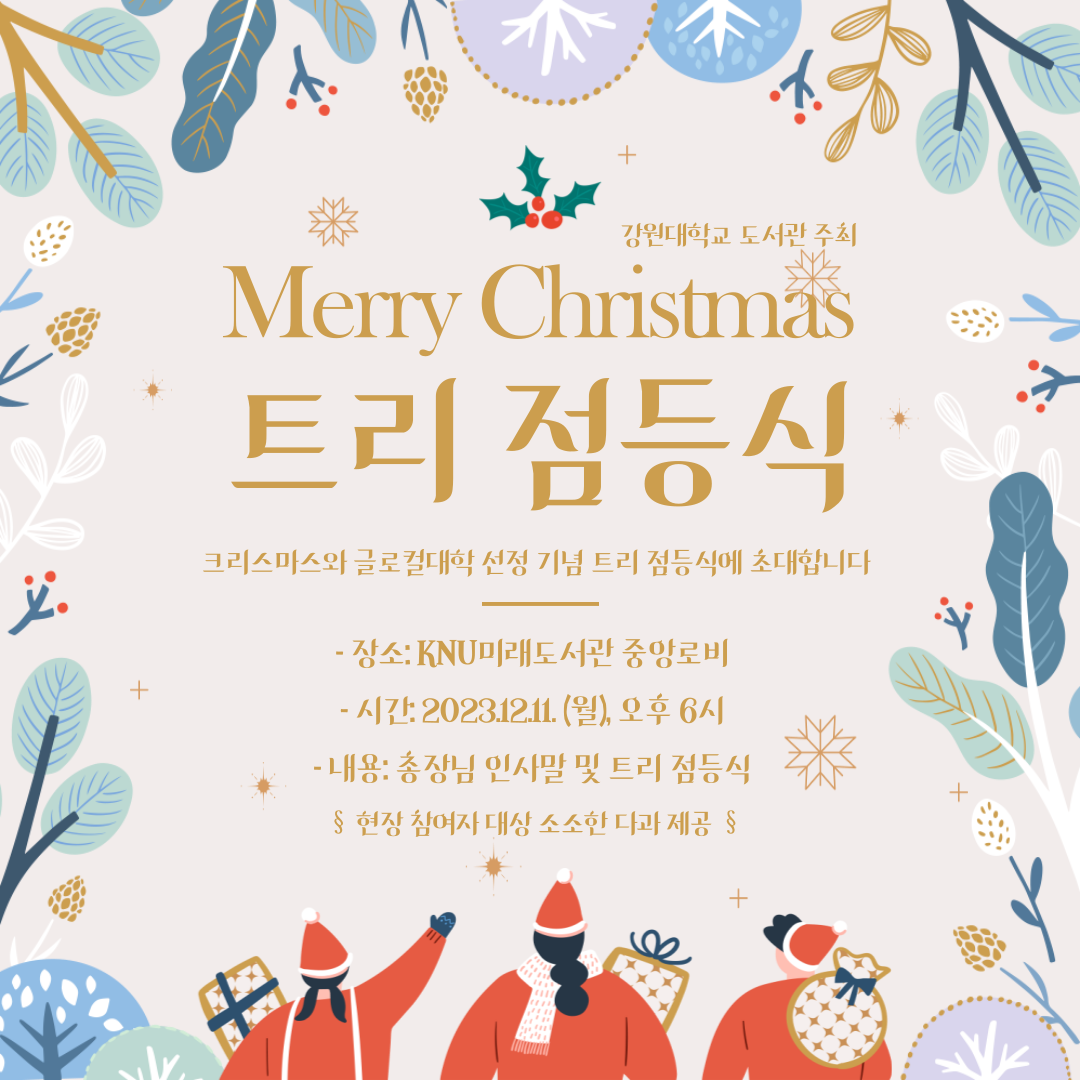 강원대학교 도서관 주최
Merry Christmas
트리 점등식
크리스마스와 글로컬대학 선정 기념 트리 점등식에 초대합니다
- 장소: KNU미래도서관 중앙로비
- 시간: 2023.12.11. (월), 오후 6시
- 내용: 총장님 인사말 및 트리 점등식
§ 현장 참여자 대상 소소한 다과 제공 §